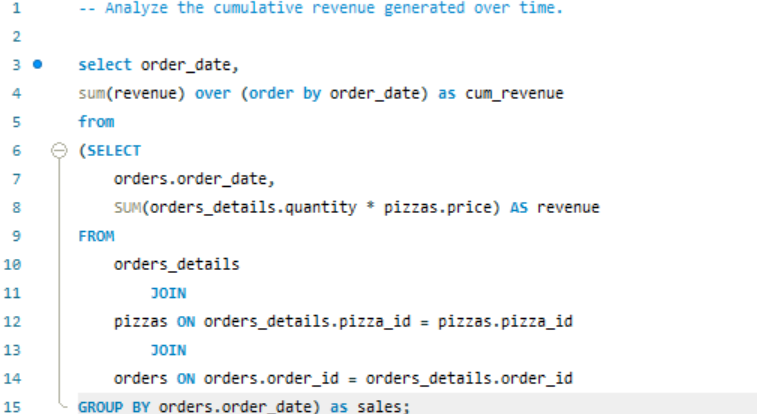 1 -- Analyze the cumulative revenue generated over time.
2
3 select order_date,
4 sum(revenue) over (order by order_date) as cum_revenue
5 from
6 (SELECT
7 orders.order_date,
8 SUM(orders_details.quantity * pizzas.price) AS revenue
9 FROM
10 orders_details
11 JOIN
12 pizzas ON orders_details.pizza_id = pizzas.pizza_id
13 JOIN
14 orders ON orders.order_id = orders_details.order_id
15 GROUP BY orders.order_date) as sales;